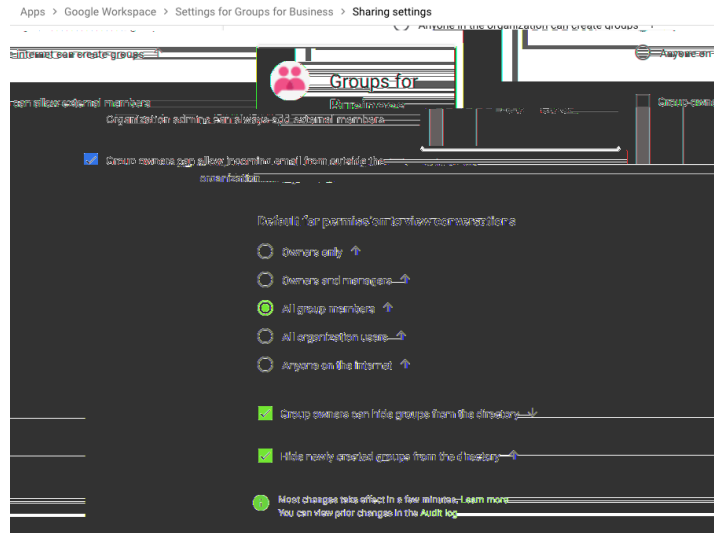 Apps > Google Workspace > Settings for Groups for Business > Sharing settings
Anyone in the organization can create groups
internet can create groups
Anyone on
Groups for
can allow external members
Group owne
Organization admins can always add external members
Group owners can allow incoming email from outside the
organization
Default for permission to view conversations
Owners only ↑
Owners and managers ↑
All group members ↑
All organization users ↑
Anyone on the internet ↑
Group owners can hide groups from the directory ↓
Hide newly created groups from the directory ↑
Most changes take effect in a few minutes. Learn more
You can view prior changes in the Audit log